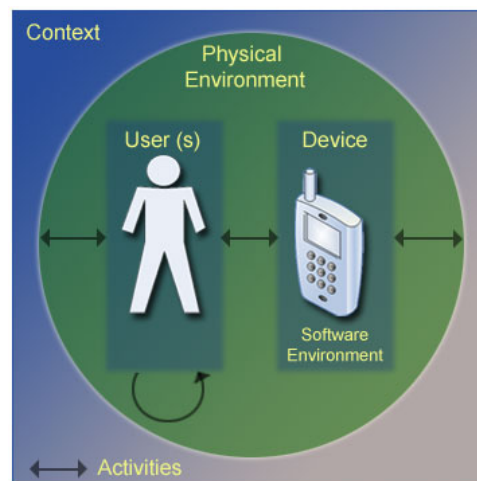 Context
Physical
Environment
User (s)
Device
Software
Environment
Activities